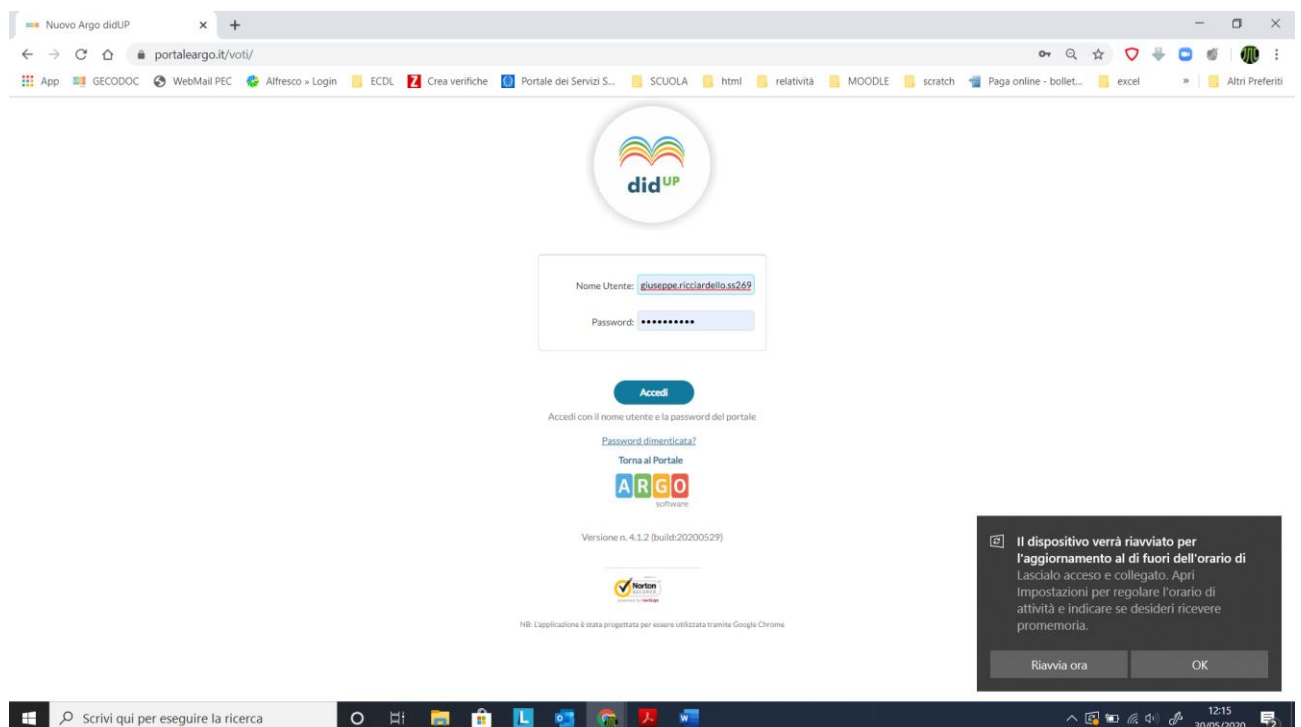 Nuovo Argo didUP
portaleargo.it/voti/
App GECODOC WebMail PEC Alfresco » Login ECDL Z Crea verifiche Portale dei Servizi S... SCUOLA html relatività MOODLE scratch Paga online - bollet... excel » Altri Preferiti
didUP
Nome Utente: giuseppe.ricciardello.ss269
Password: ••••••••••
Accedi
Accedi con il nome utente e la password del portale
Password dimenticata?
Torna al Portale
ARGO
software
Versione n. 4.1.2 (build:20200529)
Norton
SECURED
NB: L'applicazione è stata progettata per essere utilizzata tramite Google Chrome
Il dispositivo verrà riavviato per
l'aggiornamento al di fuori dell'orario di
Lascialo acceso e collegato. Apri
Impostazioni per regolare l'orario di
attività e indicare se desideri ricevere
promemoria.
Riavvia ora OK
Scrivi qui per eseguire la ricerca
L
12:15
30/05/2020
2